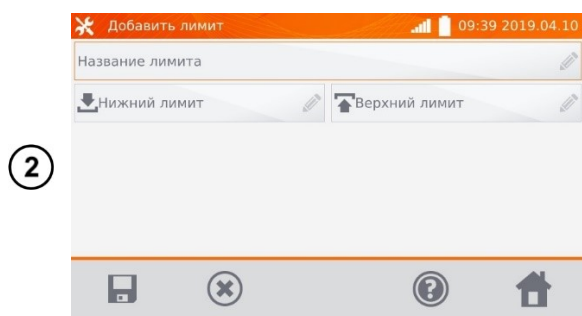 Добавить лимит 09:39 2019.04.10
Название лимита
Нижний лимит Верхний лимит
2
?